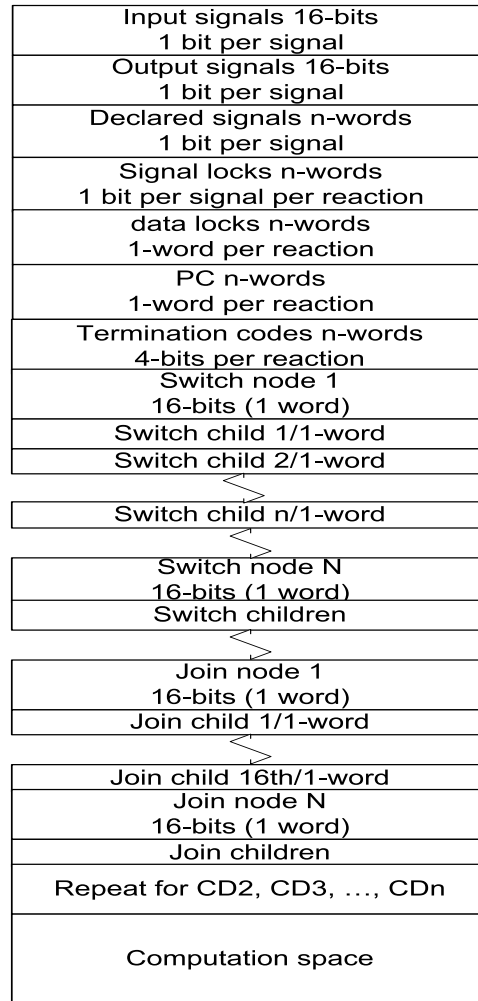 Input signals 16-bits
1 bit per signal
Output signals 16-bits
1 bit per signal
Declared signals n-words
1 bit per signal
Signal locks n-words
1 bit per signal per reaction
data locks n-words
1-word per reaction
PC n-words
1-word per reaction
Termination codes n-words
4-bits per reaction
Switch node 1
16-bits (1 word)
Switch child 1/1-word
Switch child 2/1-word
Switch child n/1-word
Switch node N
16-bits (1 word)
Switch children
Join node 1
16-bits (1 word)
Join child 1/1-word
Join child 16th/1-word
Join node N
16-bits (1 word)
Join children
Repeat for CD2, CD3, …, CDn
Computation space